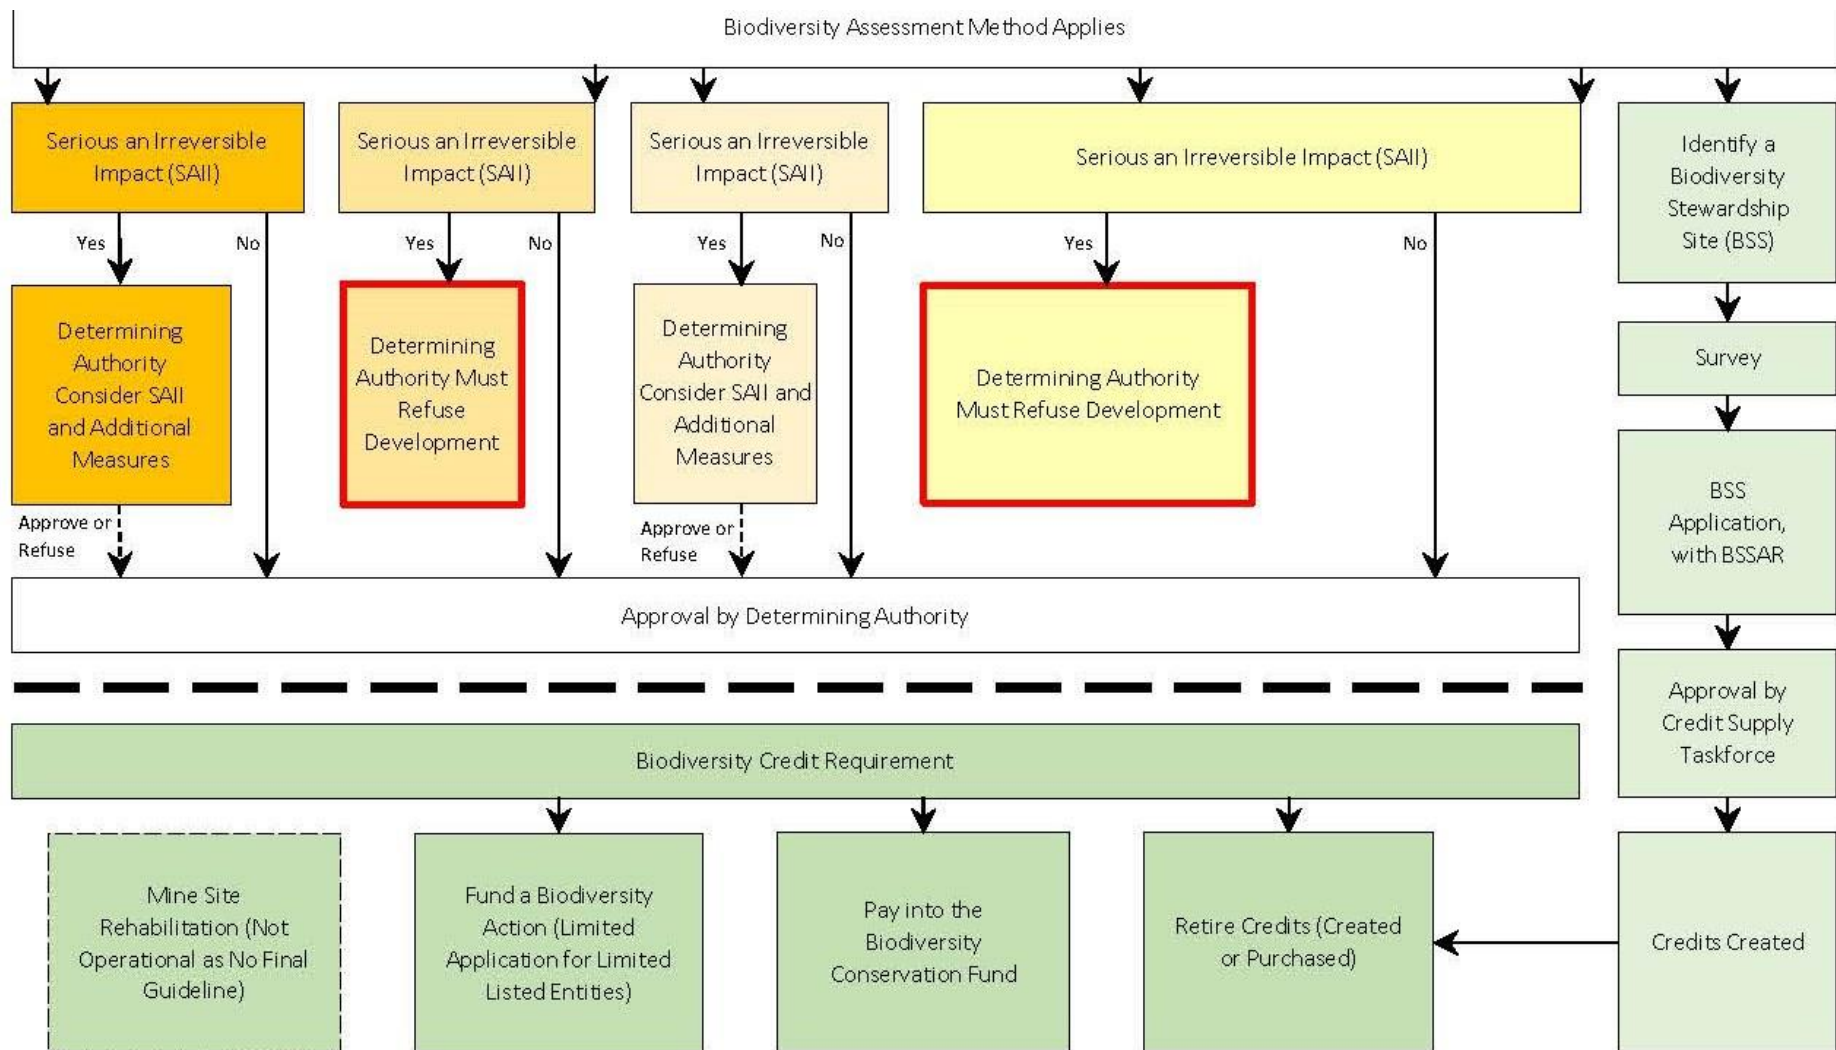 Biodiversity Assessment Method Applies
Serious an Irreversible
Impact (SAII)
Serious an Irreversible
Impact (SAII)
Serious an Irreversible
Impact (SAII)
Serious an Irreversible Impact (SAII)
Identify a
Biodiversity
Stewardship
Site (BSS)
Yes
No
Yes
No
Yes
No
Yes
No
Determining
Authority
Consider SAII
and Additional
Measures
Determining
Authority Must
Refuse
Development
Determining
Authority
Consider SAII and
Additional
Measures
Determining Authority
Must Refuse Development
Survey
BSS
Application,
with BSSAR
Approve or
Refuse
Approve or
Refuse
Approval by Determining Authority
Approval by
Credit Supply
Taskforce
Biodiversity Credit Requirement
Mine Site
Rehabilitation (Not
Operational as No Final
Guideline)
Fund a Biodiversity
Action (Limited
Application for Limited
Listed Entities)
Pay into the
Biodiversity
Conservation Fund
Retire Credits (Created
or Purchased)
Credits Created